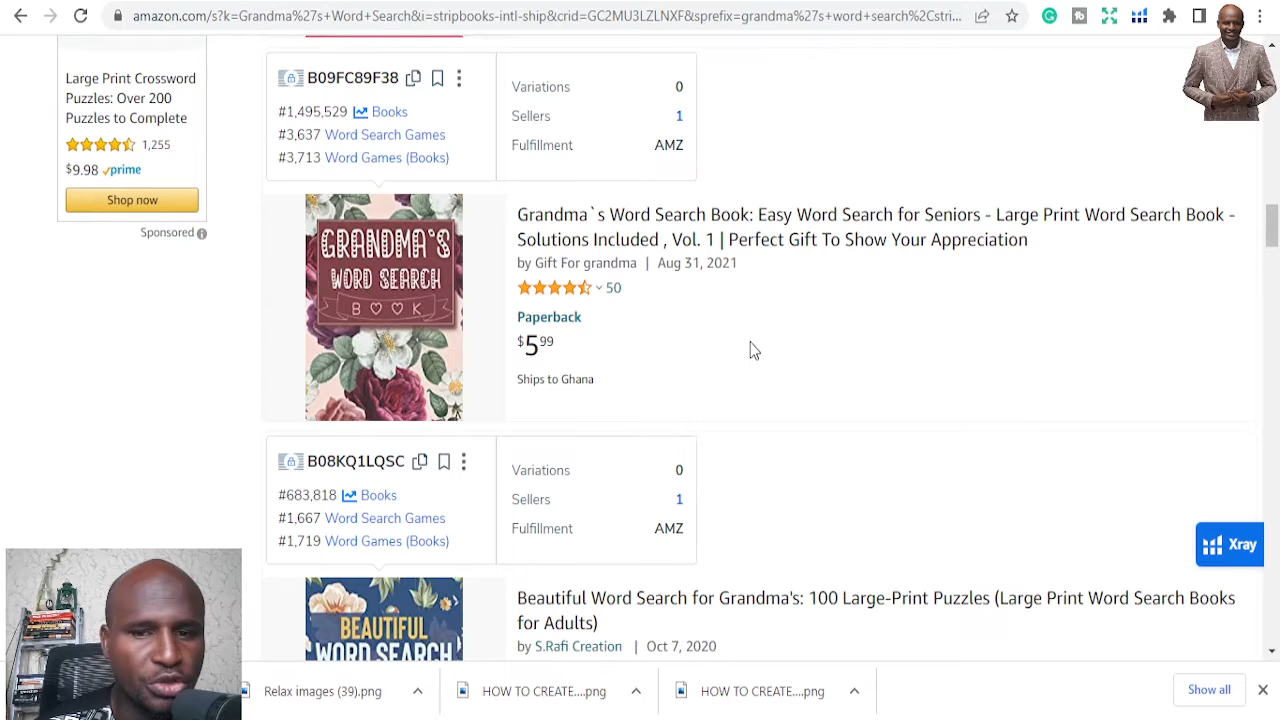 amazon.com/s?k=Grandma%27s+Word+Search&i=stripbooks-intl-ship&crid=GC2MU3LZLNXF&sprefix=grandma%27s+word+search%2Cstri...
Large Print Crossword
Puzzles: Over 200
Puzzles to Complete
1,255
$9.98 prime
Shop now
Sponsored
B09FC89F38
#1,495,529 Books
#3,637 Word Search Games
#3,713 Word Games (Books)
Variations 0
Sellers 1
Fulfillment AMZ
GRANDMA'S
WORD SEARCH
BOOK
Grandma`s Word Search Book: Easy Word Search for Seniors - Large Print Word Search Book -
Solutions Included , Vol. 1 | Perfect Gift To Show Your Appreciation
by Gift For grandma | Aug 31, 2021
50
Paperback
$5 99
Ships to Ghana
B08KQ1LQSC
#683,818 Books
#1,667 Word Search Games
#1,719 Word Games (Books)
Variations 0
Sellers 1
Fulfillment AMZ
Xray
BEAUTIFUL
WORD SEARCH
Beautiful Word Search for Grandma's: 100 Large-Print Puzzles (Large Print Word Search Books
for Adults)
by S.Rafi Creation | Oct 7, 2020
Relax images (39).png
HOW TO CREATE....png
HOW TO CREATE....png
Show all